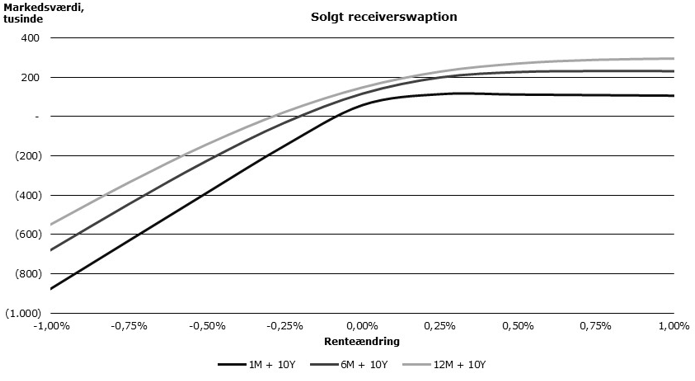 Markedsværdi,
tusinde
Solgt receiverswaption
400
200
-
(200)
(400)
(600)
(800)
(1.000)
-1,00% -0,75% -0,50% -0,25% 0,00% 0,25% 0,50% 0,75% 1,00%
Renteændring
1M + 10Y 6M + 10Y 12M + 10Y